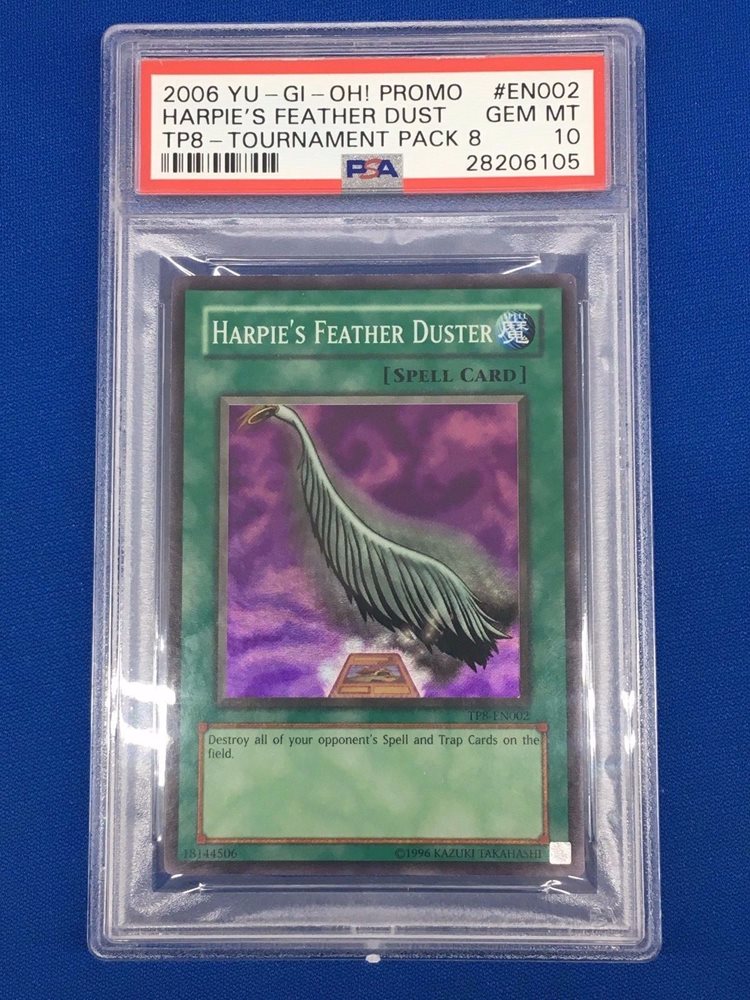 2006 YU-GI-OH! PROMO #EN002
HARPIE'S FEATHER DUST GEM MT
TP8-TOURNAMENT PACK 8 10
PSA 28206105
HARPIE'S FEATHER DUSTER
SPELL
魔
[SPELL CARD]
TP8-EN002
Destroy all of your opponent's Spell and Trap Cards on the
field.
18144506 ©1996 KAZUKI TAKAHASHI